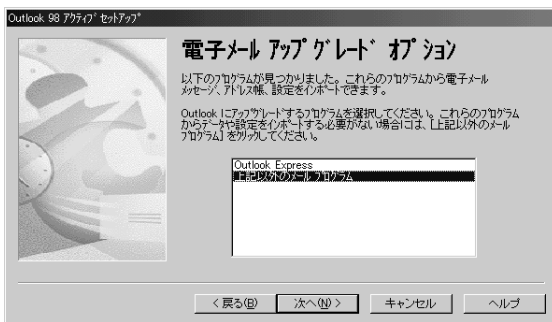 Outlook 98 アクティブ セットアップ
電子メール アップグレード オプション
以下のプログラムが見つかりました。これらのプログラムから電子メール
メッセージ、アドレス帳、設定をインポートできます。
Outlook にアップグレードするプログラムを選択してください。これらのプログラム
からデータや設定をインポートする必要がない場合には、[上記以外のメール
プログラム] をクリックしてください。
Outlook Express
上記以外のメール プログラム
< 戻る(B)
次へ(N) >
キャンセル
ヘルプ